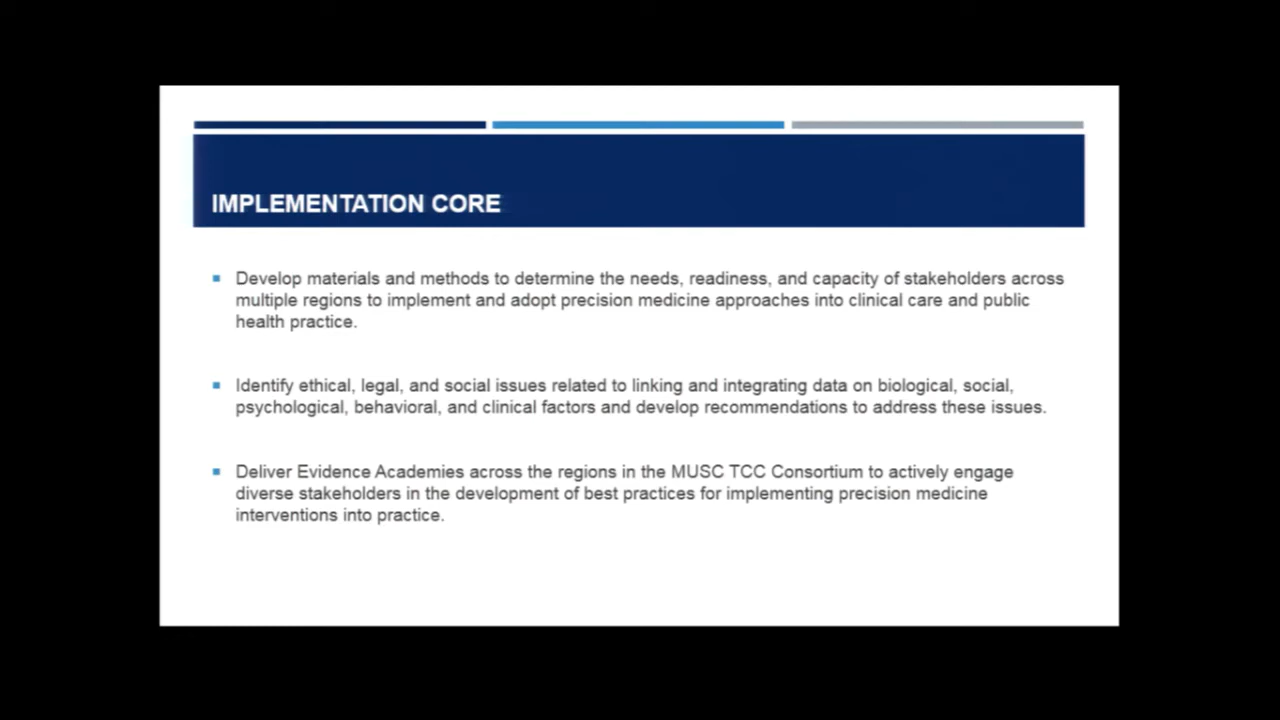 IMPLEMENTATION CORE
Develop materials and methods to determine the needs, readiness, and capacity of stakeholders across
multiple regions to implement and adopt precision medicine approaches into clinical care and public
health practice.
Identify ethical, legal, and social issues related to linking and integrating data on biological, social,
psychological, behavioral, and clinical factors and develop recommendations to address these issues.
Deliver Evidence Academies across the regions in the MUSC TCC Consortium to actively engage
diverse stakeholders in the development of best practices for implementing precision medicine
interventions into practice.